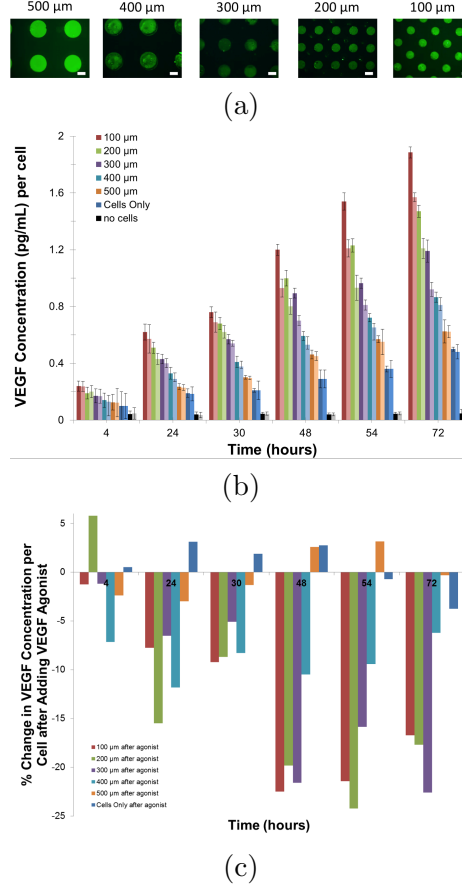 500 μm 400 μm 300 μm 200 μm 100 μm
(a)
VEGF Concentration (pg/mL) per cell
2
1.6
1.2
0.8
0.4
0
100 μm
200 μm
300 μm
400 μm
500 μm
Cells Only
no cells
4 24 30 48 54 72
Time (hours)
(b)
% Change in VEGF Concentration per
Cell after Adding VEGF Agonist
5
0
-5
-10
-15
-20
-25
4 24 30 48 54 72
100 μm after agonist
200 μm after agonist
300 μm after agonist
400 μm after agonist
500 μm after agonist
Cells Only after agonist
Time (hours)
(c)